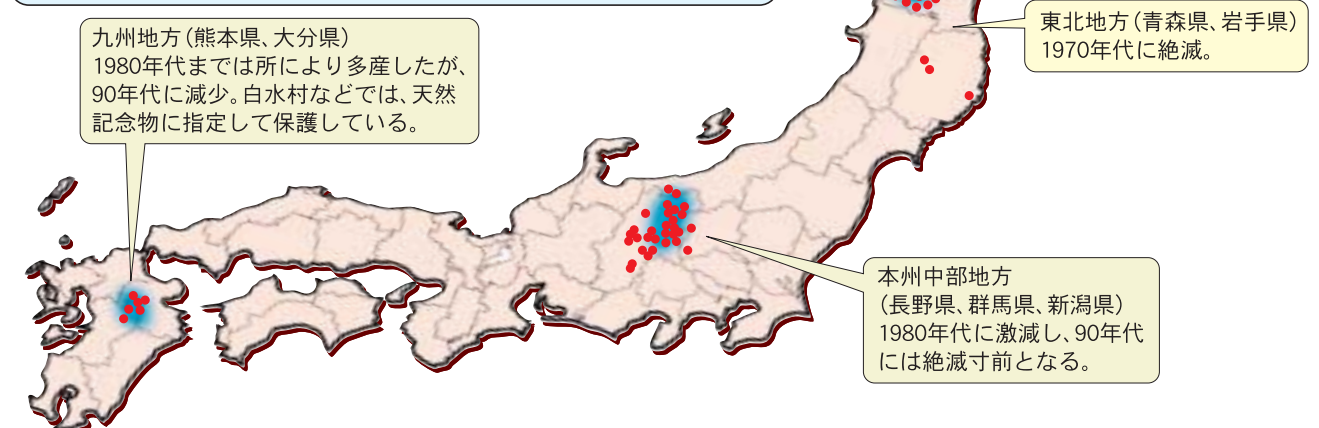 九州地方(熊本県、大分県)
1980年代までは所により多産したが、
90年代に減少。白水村などでは、天然
記念物に指定して保護している。
東北地方(青森県、岩手県)
1970年代に絶滅。
本州中部地方
(長野県、群馬県、新潟県)
1980年代に激減し、90年代
には絶滅寸前となる。